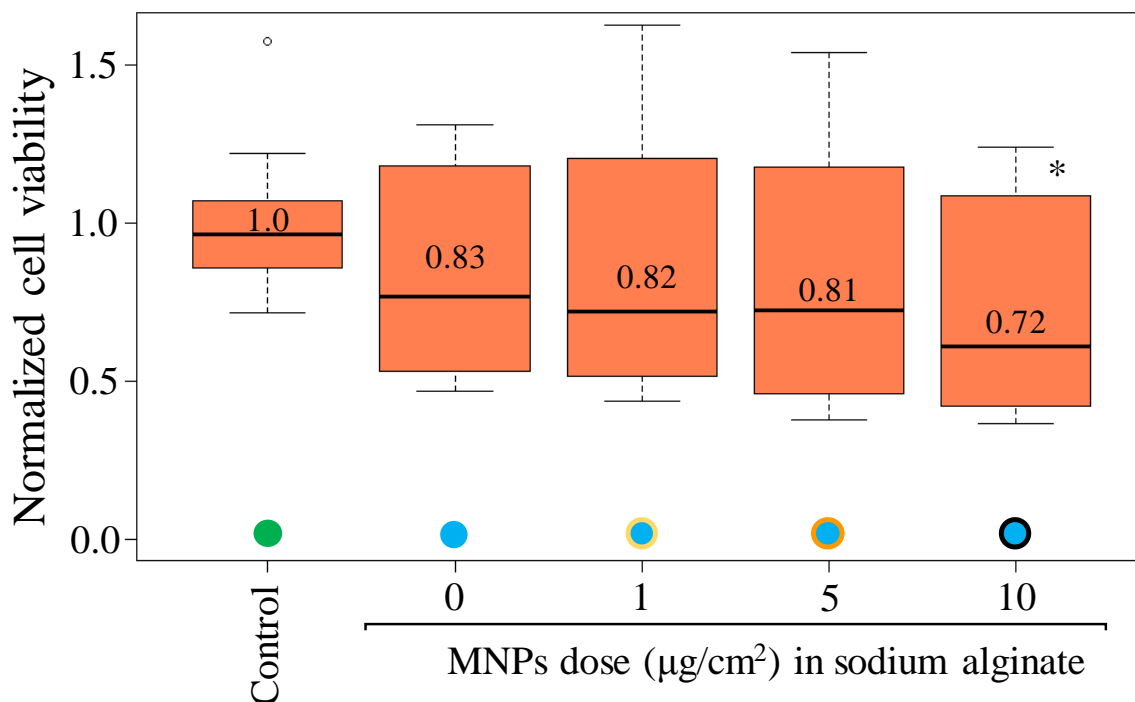 Normalized cell viability
1.5
1.0
0.5
0.0
1.0
0.83
0.82
0.81
0.72
*
Control
0 1 5 10
MNPs dose (μg/cm²) in sodium alginate